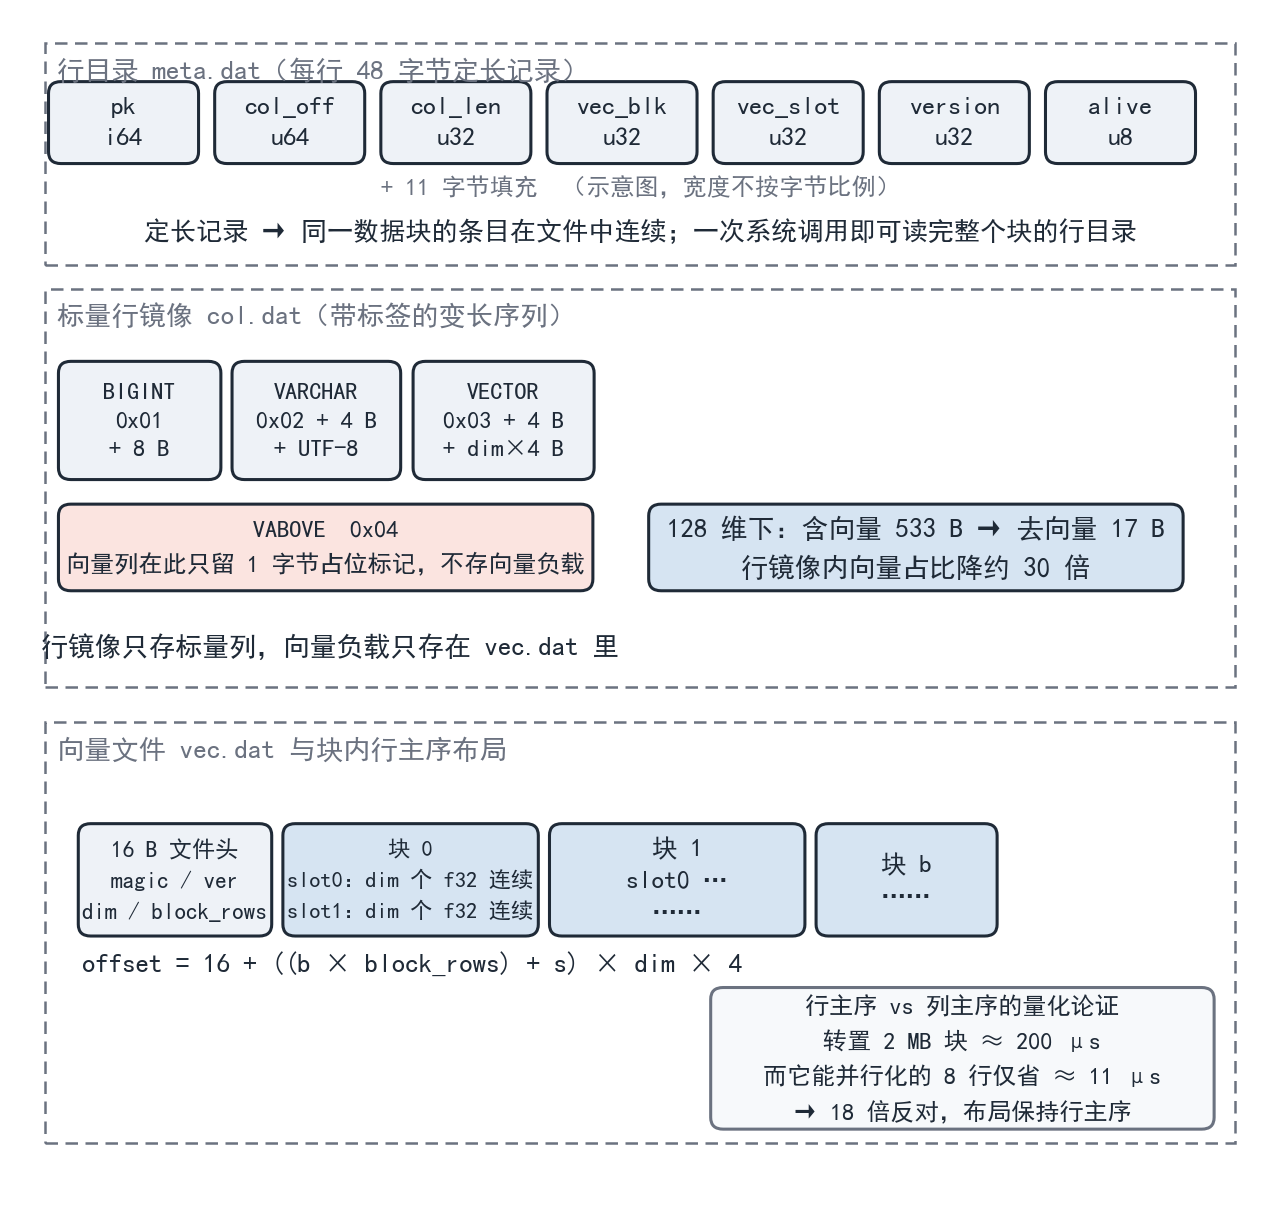 行目录 meta.dat（每行 48 字节定长记录）
pk
i64
col_off
u64
col_len
u32
vec_blk
u32
vec_slot
u32
version
u32
alive
u8
+ 11 字节填充 （示意图，宽度不按字节比例）
定长记录 → 同一数据块的条目在文件中连续；一次系统调用即可读完整个块的行目录
标量行镜像 col.dat（带标签的变长序列）
BIGINT
0x01
+ 8 B
VARCHAR
0x02 + 4 B
+ UTF-8
VECTOR
0x03 + 4 B
+ dim×4 B
VABOVE 0x04
向量列在此只留 1 字节占位标记，不存向量负载
128 维下：含向量 533 B → 去向量 17 B
行镜像内向量占比降约 30 倍
行镜像只存标量列，向量负载只存在 vec.dat 里
向量文件 vec.dat 与块内行主序布局
16 B 文件头
magic / ver
dim / block_rows
块 0
slot0：dim 个 f32 连续
slot1：dim 个 f32 连续
块 1
slot0 …
……
块 b
……
offset = 16 + ((b × block_rows) + s) × dim × 4
行主序 vs 列主序的量化论证
转置 2 MB 块 ≈ 200 μs
而它能并行化的 8 行仅省 ≈ 11 μs
→ 18 倍反对，布局保持行主序